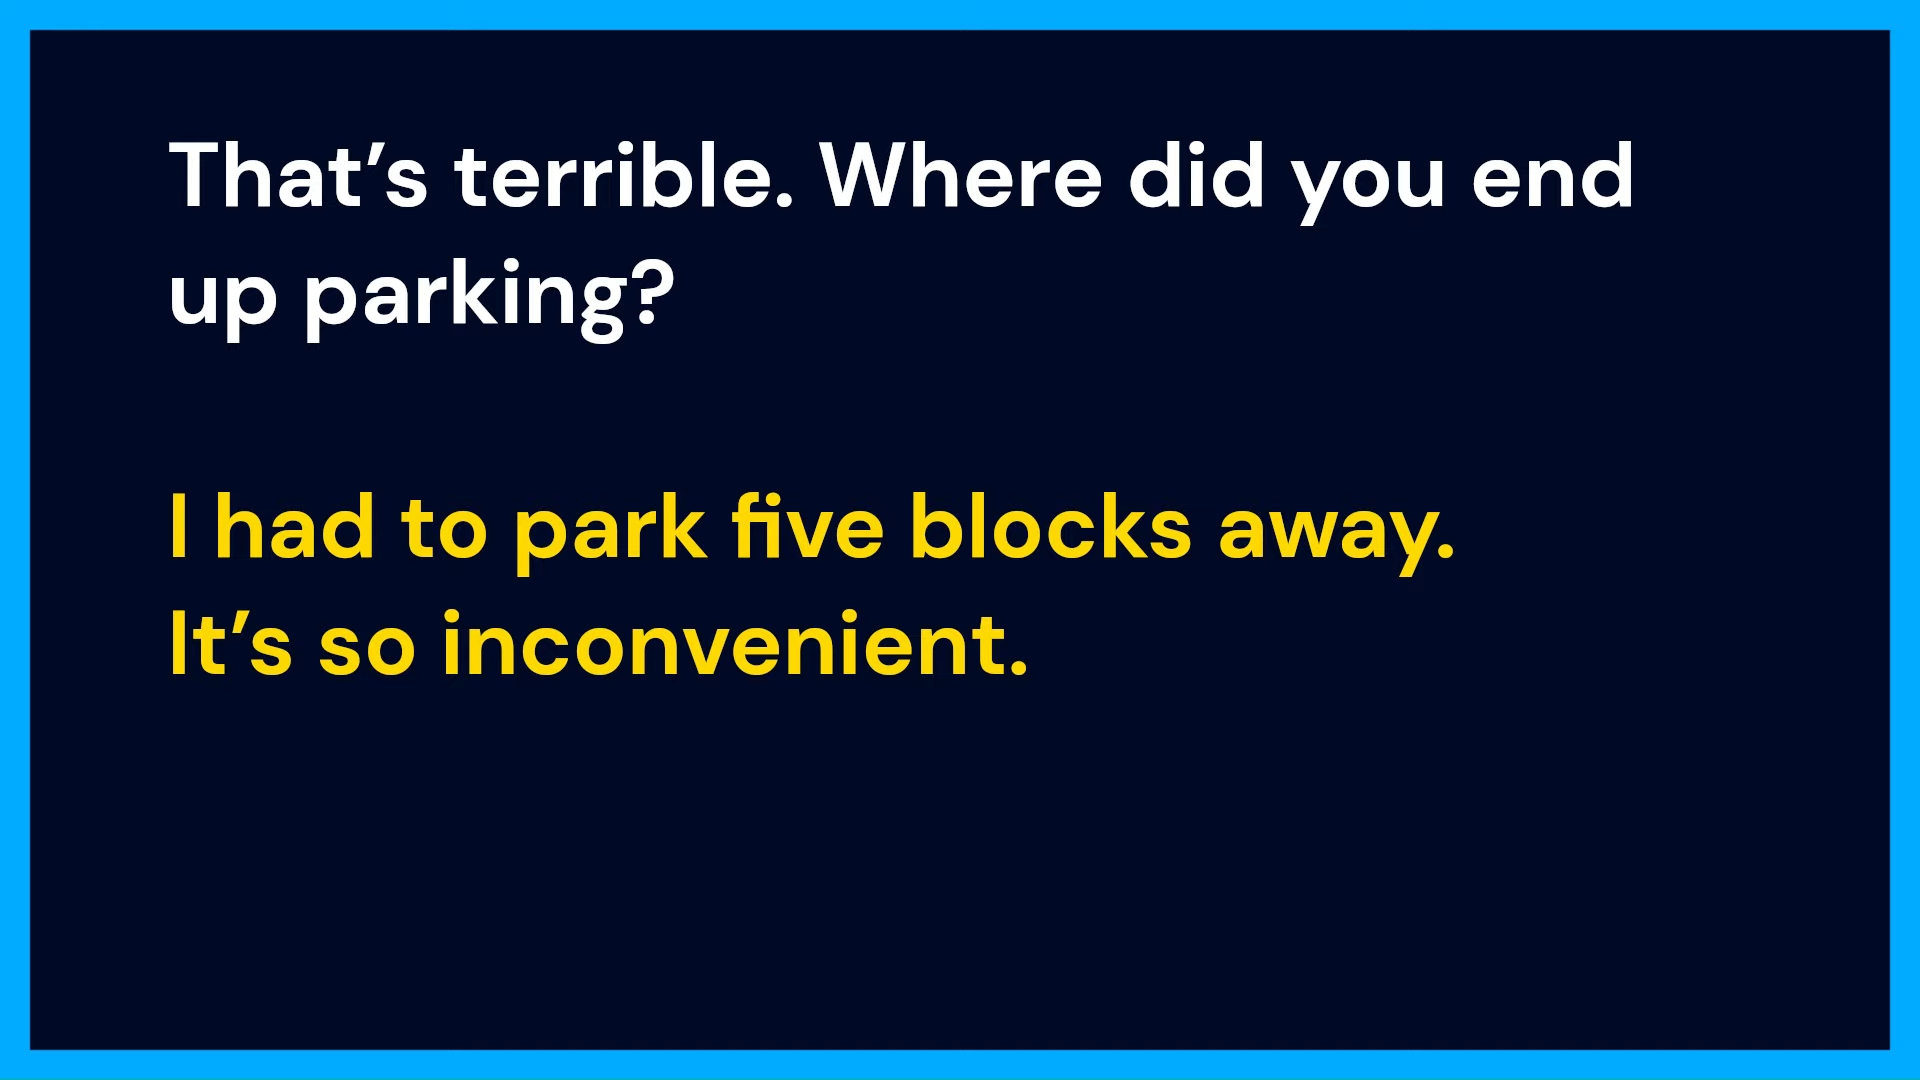 That’s terrible. Where did you end
up parking?
I had to park five blocks away.
It’s so inconvenient.